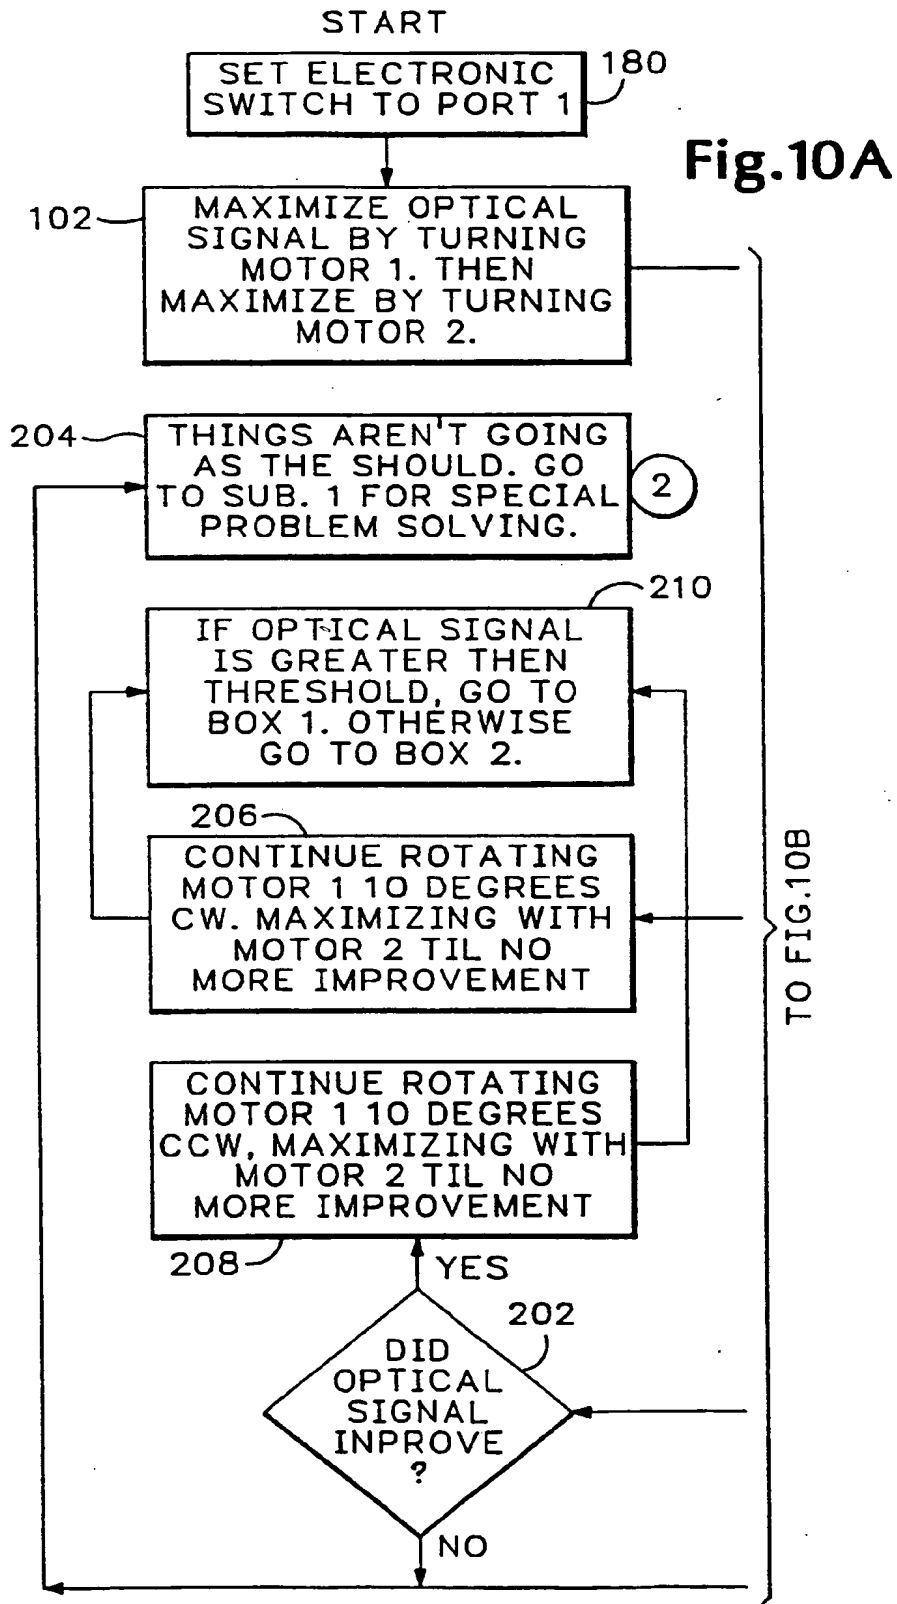 START
SET ELECTRONIC
SWITCH TO PORT 1
180
Fig.10A
102
MAXIMIZE OPTICAL
SIGNAL BY TURNING
MOTOR 1. THEN
MAXIMIZE BY TURNING
MOTOR 2.
204
THINGS AREN'T GOING
AS THE SHOULD. GO
TO SUB. 1 FOR SPECIAL
PROBLEM SOLVING.
2
210
IF OPTICAL SIGNAL
IS GREATER THEN
THRESHOLD, GO TO
BOX 1. OTHERWISE
GO TO BOX 2.
206
CONTINUE ROTATING
MOTOR 1 10 DEGREES
CW. MAXIMIZING WITH
MOTOR 2 TIL NO
MORE IMPROVEMENT
TO FIG.10B
CONTINUE ROTATING
MOTOR 1 10 DEGREES
CCW, MAXIMIZING WITH
MOTOR 2 TIL NO
MORE IMPROVEMENT
208
YES
202
DID
OPTICAL
SIGNAL
INPROVE
?
NO